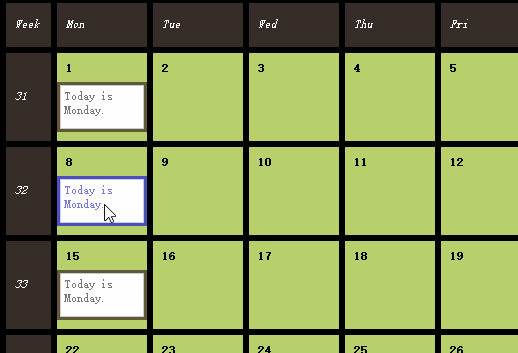 Week Mon Tue Wed Thu Fri
31 1 2 3 4 5
Today is
Monday.
32 8 9 10 11 12
Today is
Monday.
33 15 16 17 18 19
Today is
Monday.
22 23 24 25 26